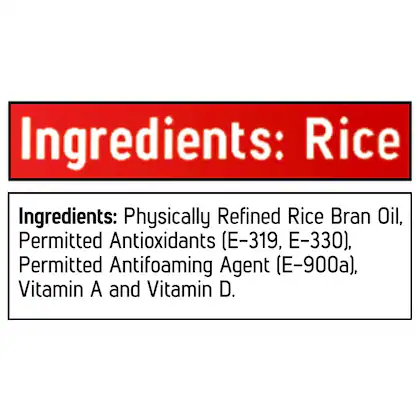 Ingredients: Rice
Ingredients: Physically Refined Rice Bran Oil,
Permitted Antioxidants (E-319, E-330),
Permitted Antifoaming Agent (E-900a),
Vitamin A and Vitamin D.